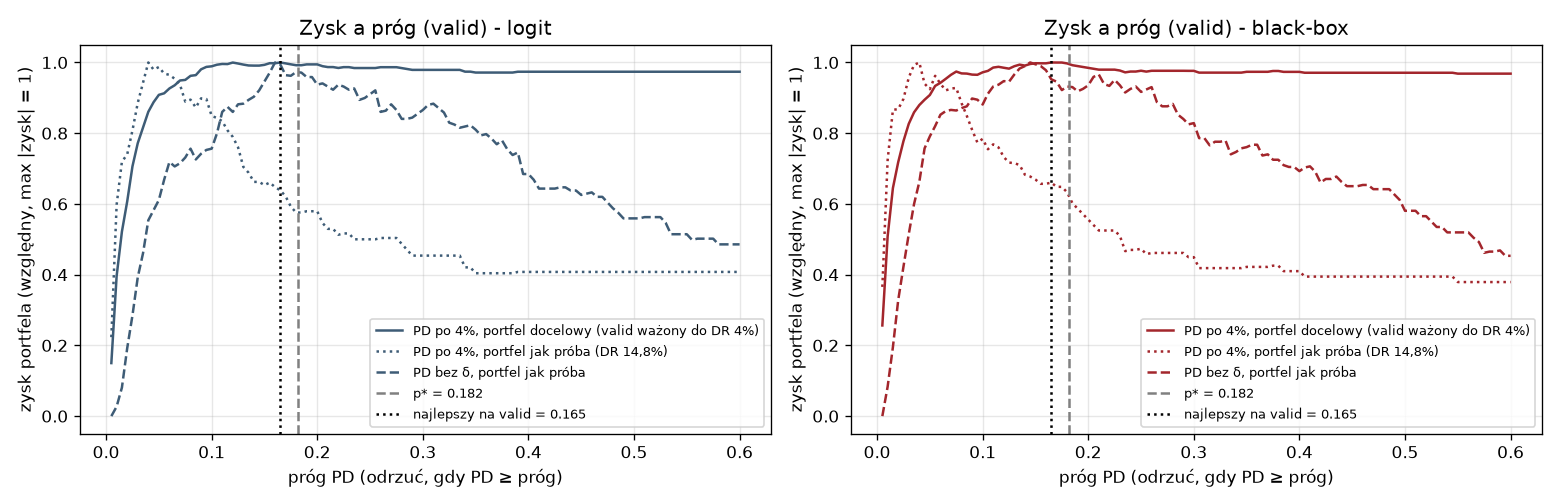 Zysk a próg (valid) - logit
zysk portfela (względny, max |zysk| = 1)
1.0
0.8
0.6
0.4
0.2
0.0
PD po 4%, portfel docelowy (valid ważony do DR 4%)
PD po 4%, portfel jak próba (DR 14,8%)
PD bez δ, portfel jak próba
p* = 0.182
najlepszy na valid = 0.165
0.0 0.1 0.2 0.3 0.4 0.5 0.6
próg PD (odrzuć, gdy PD ≥ próg)
Zysk a próg (valid) - black-box
zysk portfela (względny, max |zysk| = 1)
1.0
0.8
0.6
0.4
0.2
0.0
PD po 4%, portfel docelowy (valid ważony do DR 4%)
PD po 4%, portfel jak próba (DR 14,8%)
PD bez δ, portfel jak próba
p* = 0.182
najlepszy na valid = 0.165
0.0 0.1 0.2 0.3 0.4 0.5 0.6
próg PD (odrzuć, gdy PD ≥ próg)